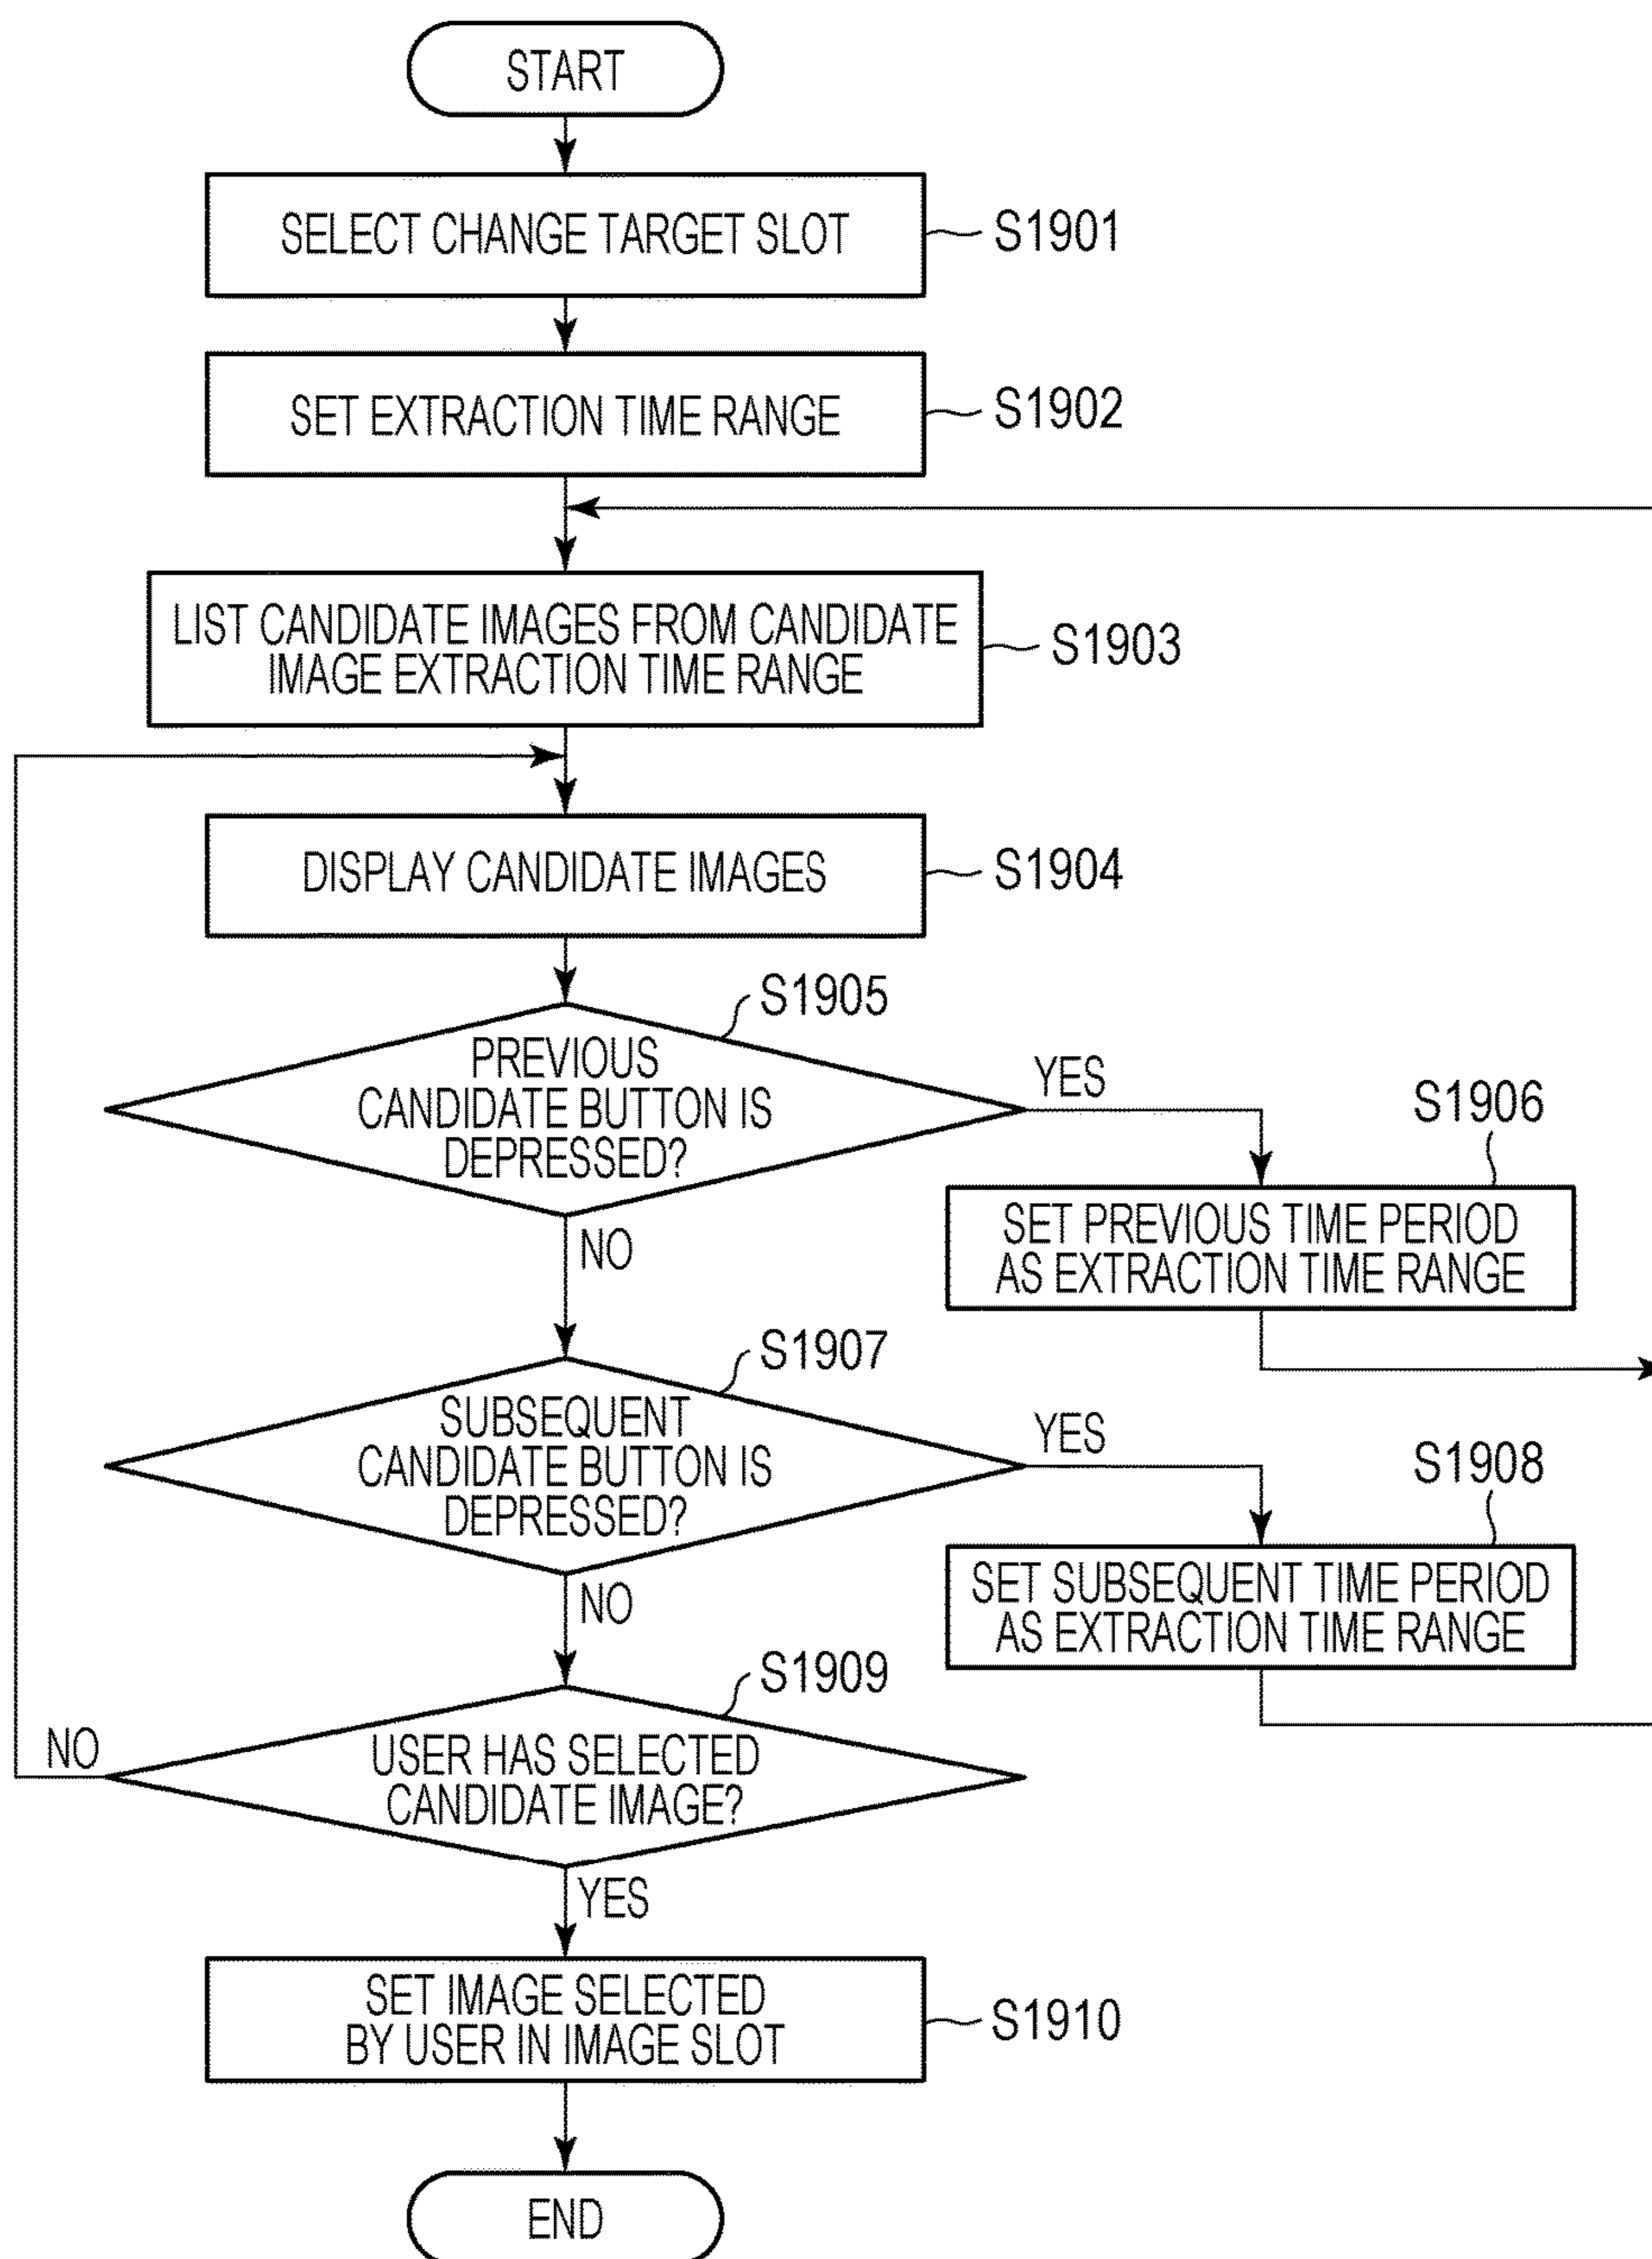 START
SELECT CHANGE TARGET SLOT
S1901
SET EXTRACTION TIME RANGE
S1902
LIST CANDIDATE IMAGES FROM CANDIDATE
IMAGE EXTRACTION TIME RANGE
S1903
DISPLAY CANDIDATE IMAGES
S1904
S1905
PREVIOUS
CANDIDATE BUTTON IS
DEPRESSED?
YES
NO
S1906
SET PREVIOUS TIME PERIOD
AS EXTRACTION TIME RANGE
S1907
SUBSEQUENT
CANDIDATE BUTTON IS
DEPRESSED?
YES
NO
S1908
SET SUBSEQUENT TIME PERIOD
AS EXTRACTION TIME RANGE
S1909
USER HAS SELECTED
CANDIDATE IMAGE?
NO
YES
SET IMAGE SELECTED
BY USER IN IMAGE SLOT
S1910
END